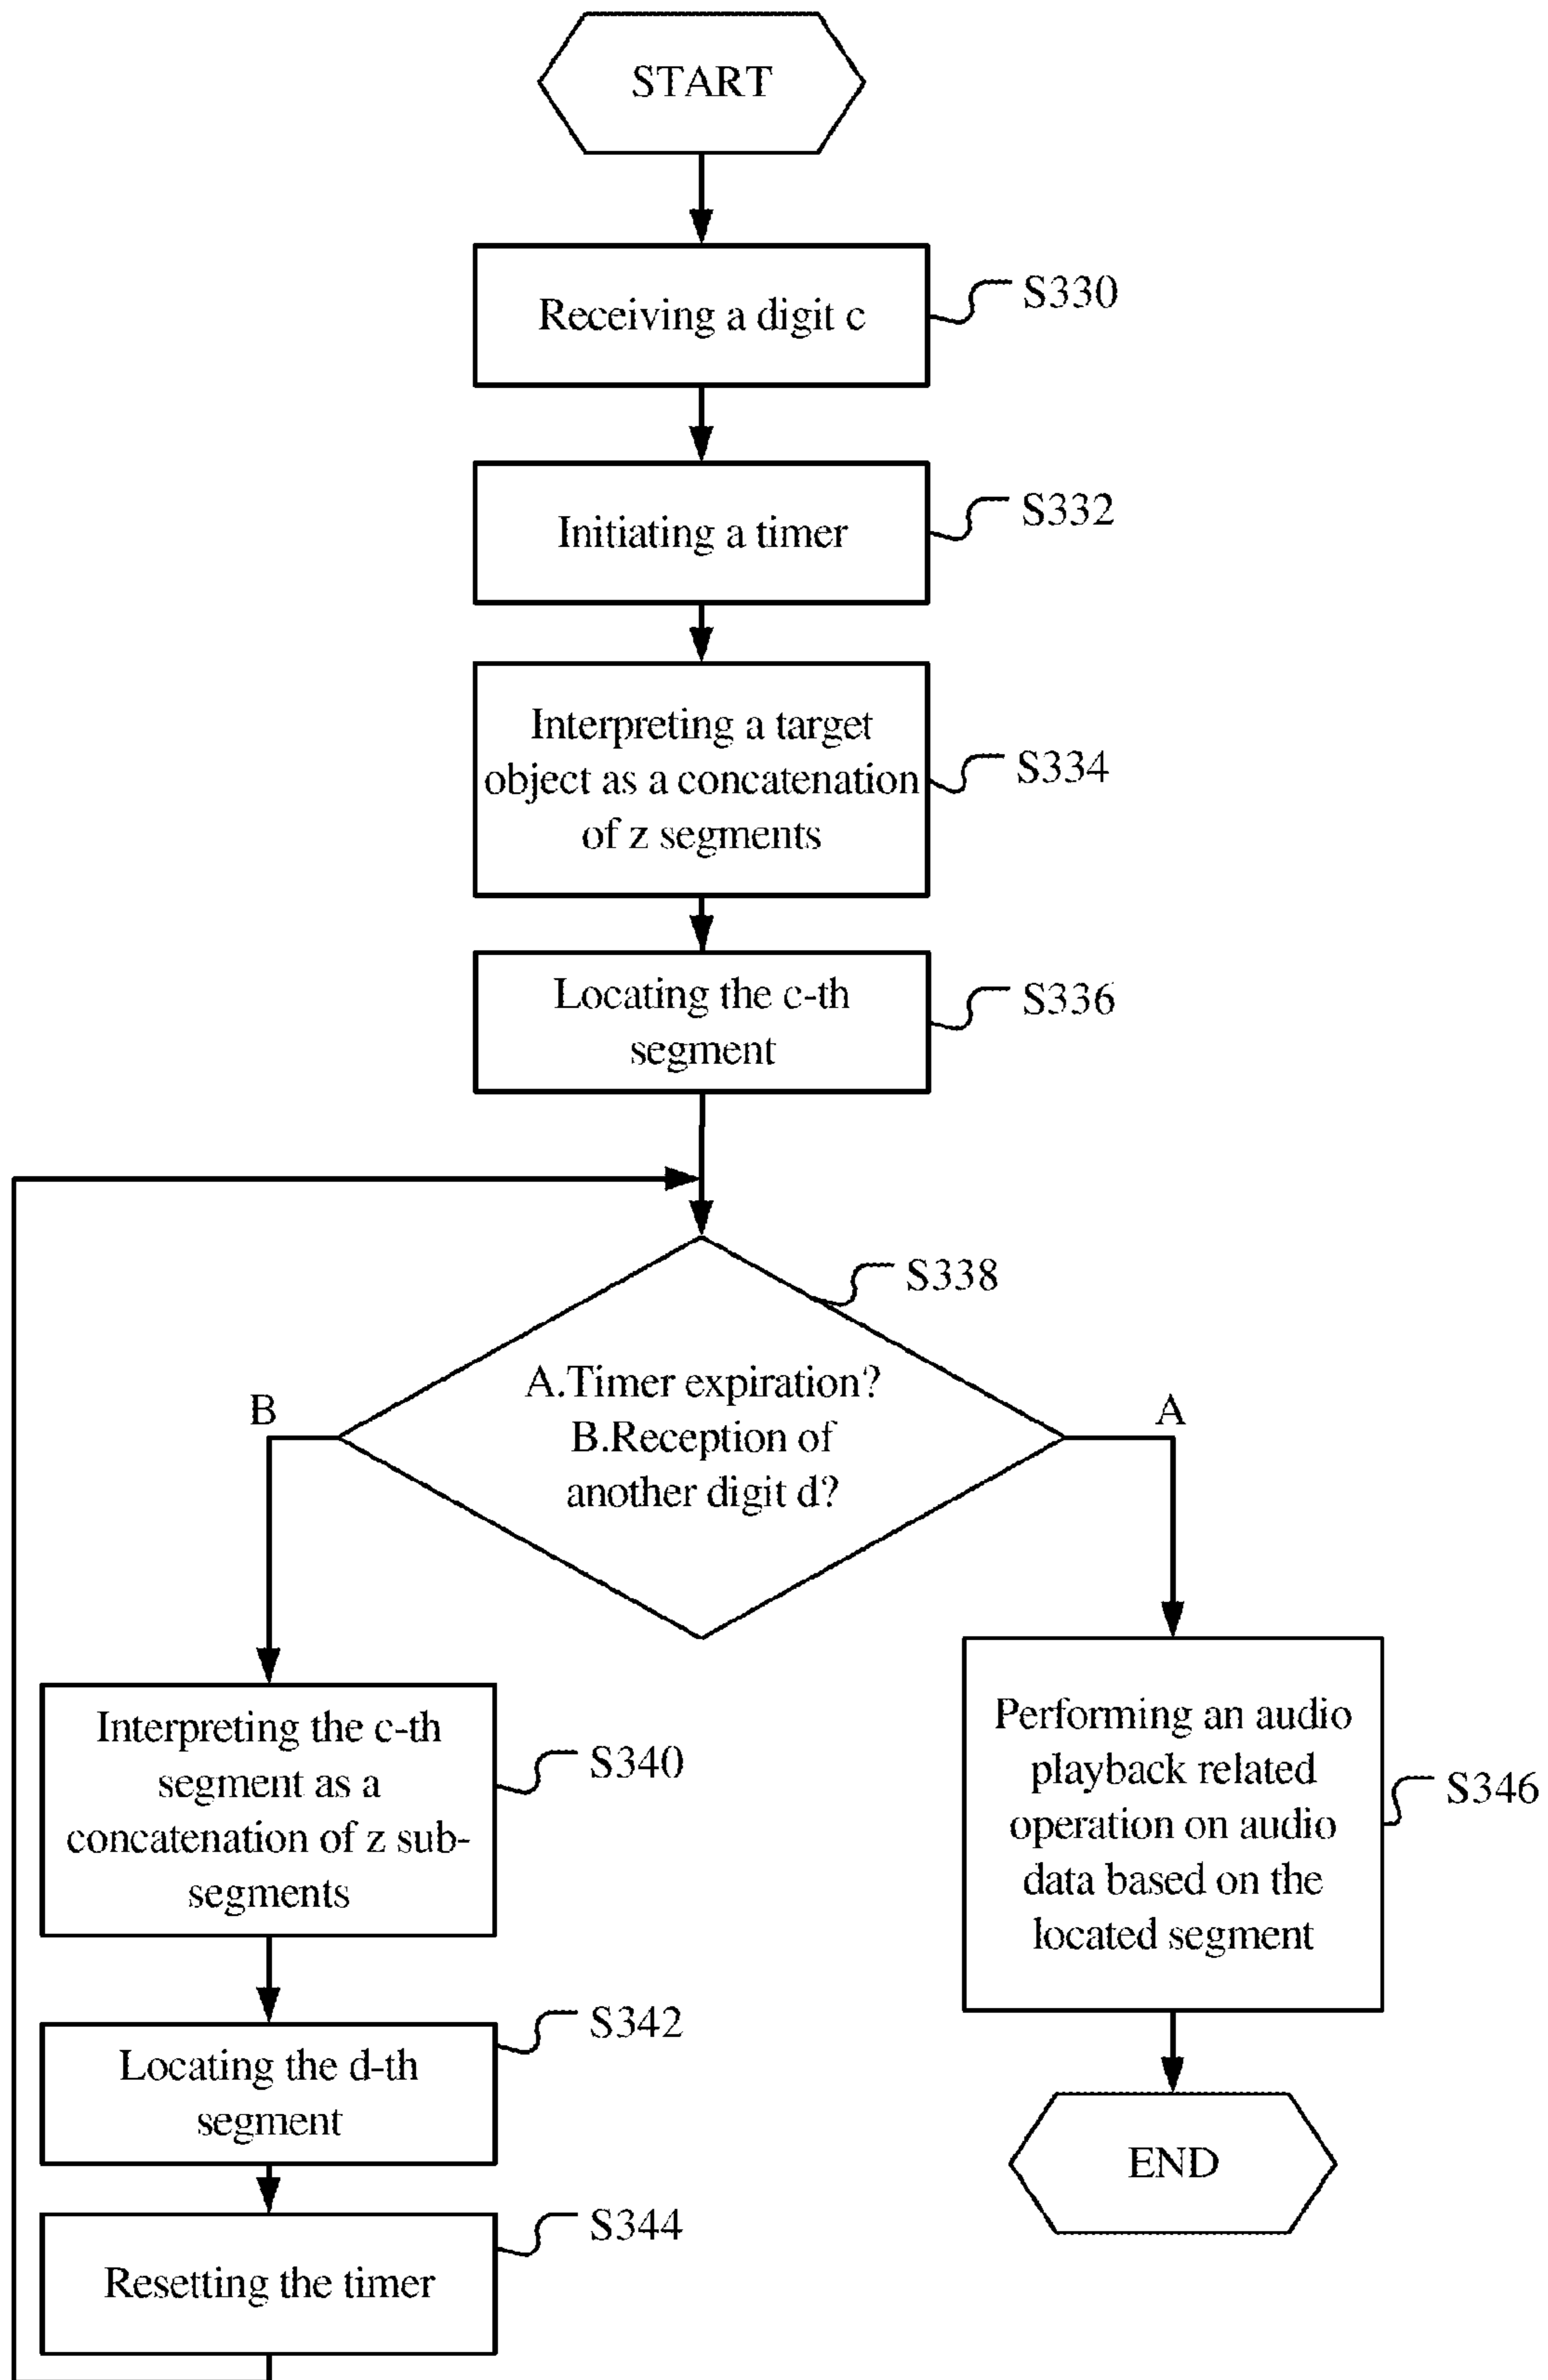 START
Receiving a digit c
S330
Initiating a timer
S332
Interpreting a target
object as a concatenation
of z segments
S334
Locating the c-th
segment
S336
S338
A.Timer expiration?
B.Reception of
another digit d?
B
A
Interpreting the c-th
segment as a
concatenation of z sub-
segments
S340
Performing an audio
playback related
operation on audio
data based on the
located segment
S346
Locating the d-th
segment
S342
END
Resetting the timer
S344